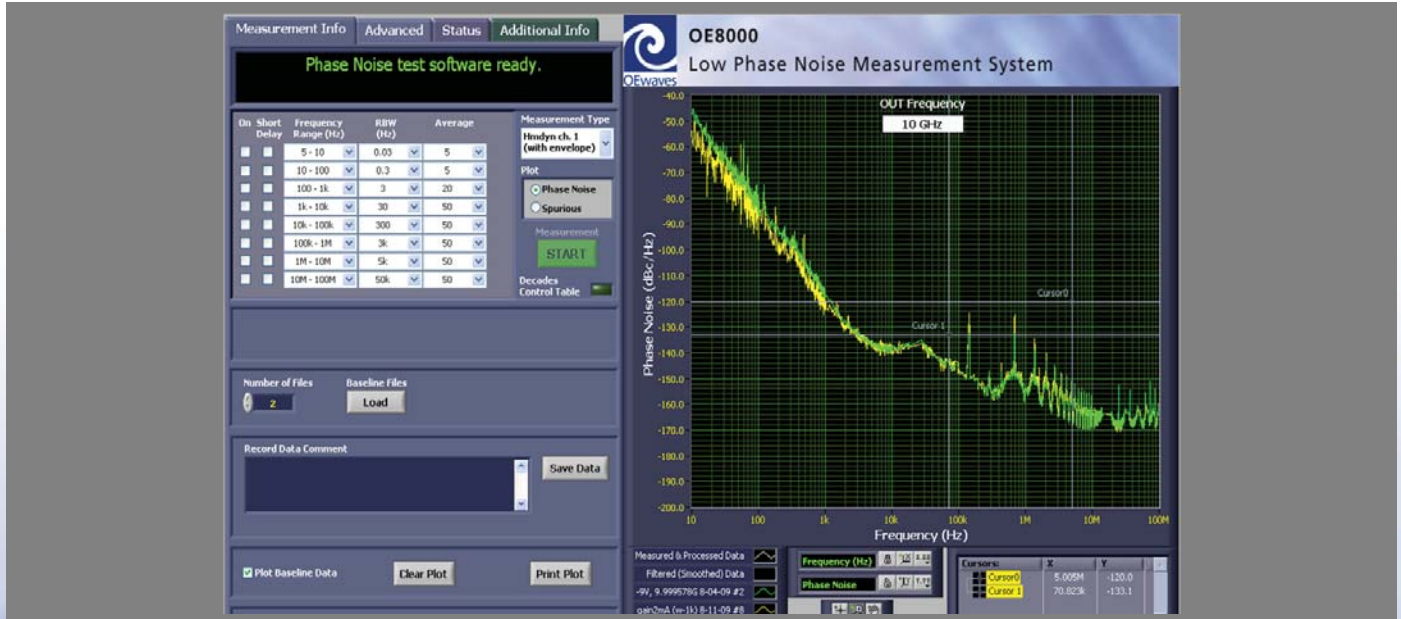 Measurement Info Advanced Status Additional Info
Phase Noise test software ready.
On Short Delay Frequency Range (Hz) RBW (Hz) Average
5 - 10 0.03 5
10 - 100 0.3 5
100 - 1k 3 20
1k - 10k 30 50
10k - 100k 300 50
100k - 1M 3k 50
1M - 10M 5k 50
10M - 100M 50k 50
Measurement Type
Hmdyn ch. 1
(with envelope)
Plot
Phase Noise
Spurious
Measurement
START
Decades
Control Table
Number of Files Baseline Files
2 Load
Record Data Comment
Save Data
Plot Baseline Data Clear Plot Print Plot
OEwaves
OE8000
Low Phase Noise Measurement System
OUT Frequency
10 GHz
Phase Noise (dBc/Hz)
-40.0
-50.0
-60.0
-70.0
-80.0
-90.0
-100.0
-110.0
-120.0
-130.0
-140.0
-150.0
-160.0
-170.0
-180.0
-190.0
-200.0
Cursor0
Cursor 1
10 100 1k 10k 100k 1M 10M 100M
Frequency (Hz)
Measured & Processed Data
Filtered (Smoothed) Data
-9V, 9.999578G 8-04-09 #2
gain2mA (w-1k) 8-11-09 #8
Frequency (Hz)
Phase Noise
Cursors: X Y
Cursor0 5.005M -120.0
Cursor 1 70.823k -133.1